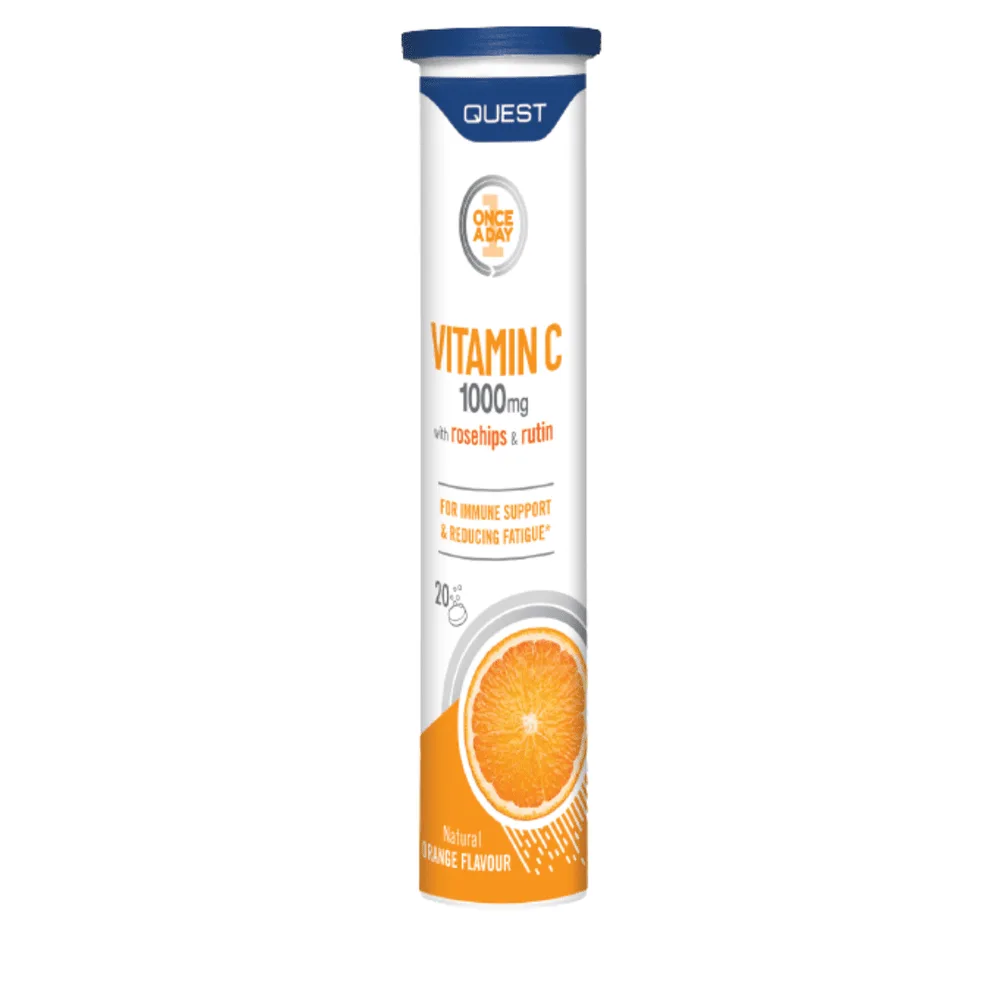 QUEST
1
ONCE
A DAY
VITAMIN C
1000mg
with rosehips & rutin
FOR IMMUNE SUPPORT
& REDUCING FATIGUE*
20
Natural
ORANGE FLAVOUR